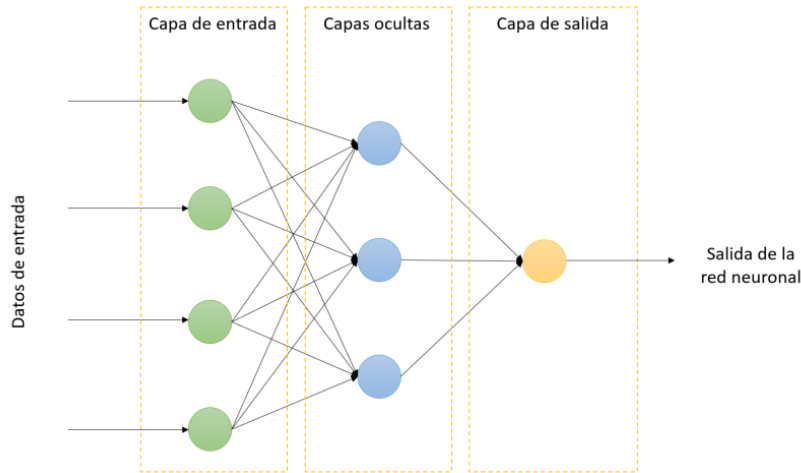 Capa de entrada
Capas ocultas
Capa de salida
Datos de entrada
Salida de la
red neuronal